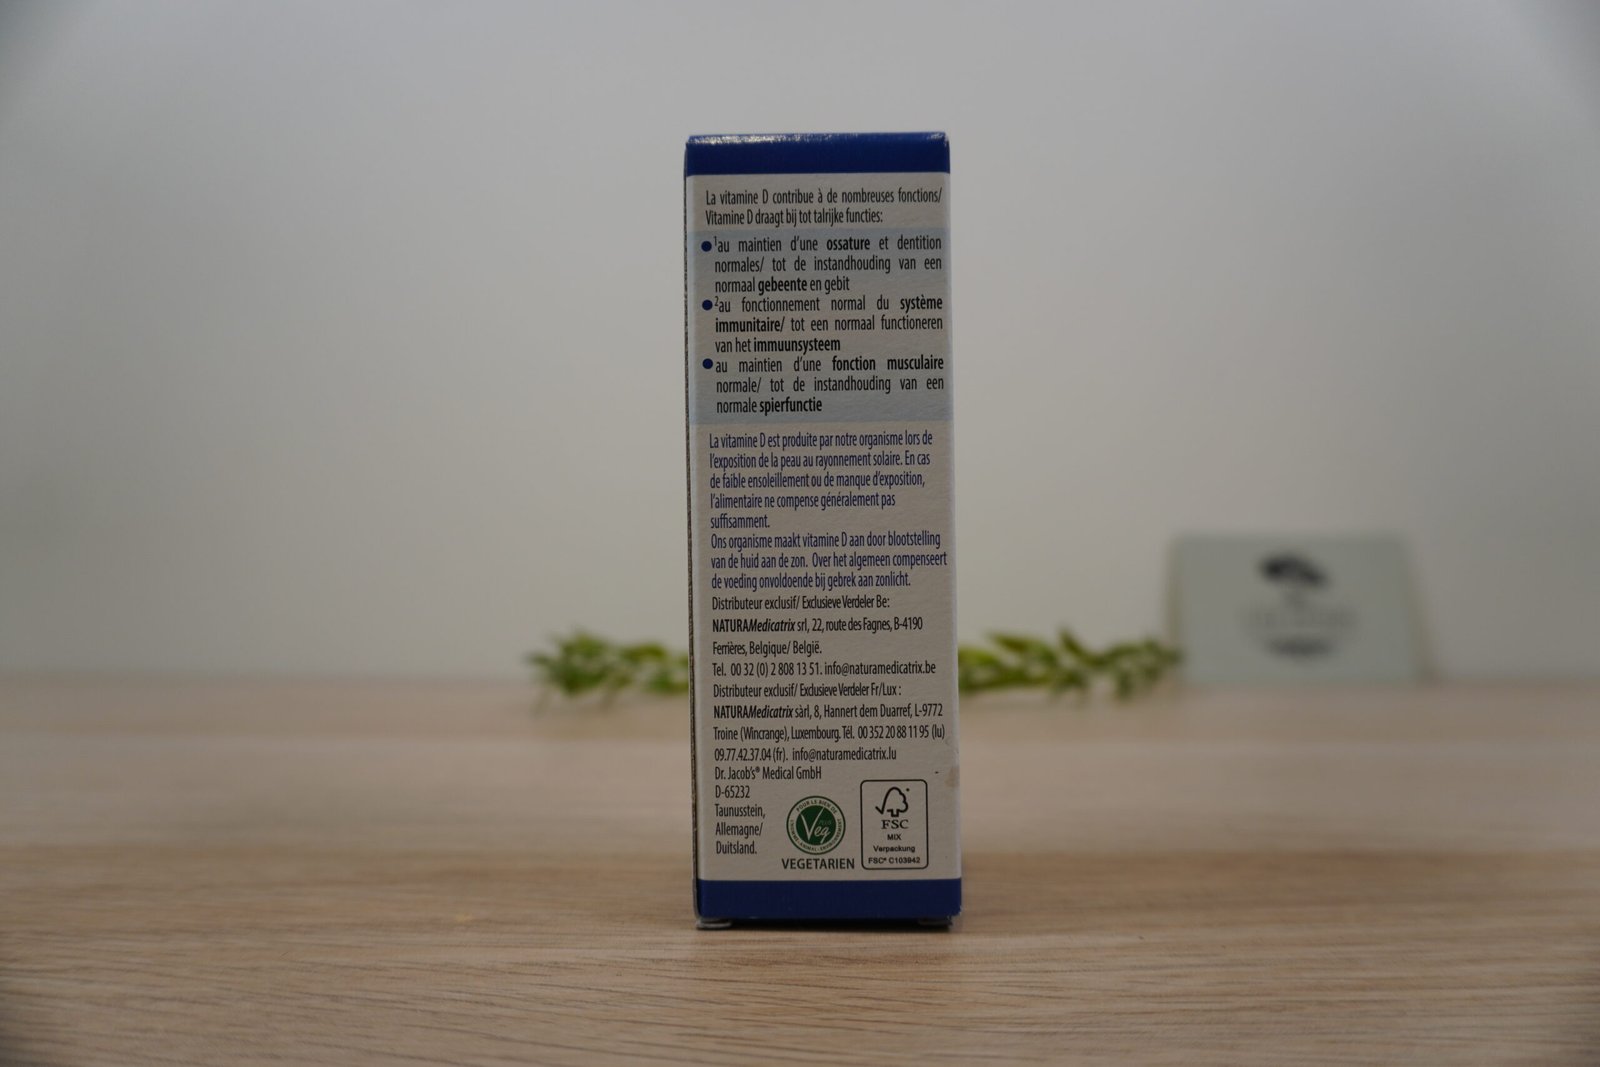 La vitamine D contribue à de nombreuses fonctions/
Vitamine D draagt bij tot talrijke functies:
¹au maintien d'une ossature et dentition
normales/ tot de instandhouding van een
normaal gebeente en gebit
²au fonctionnement normal du système
immunitaire/ tot een normaal functioneren
van het immuunsysteem
au maintien d'une fonction musculaire
normale/ tot de instandhouding van een
normale spierfunctie
La vitamine D est produite par notre organisme lors de
l'exposition de la peau au rayonnement solaire. En cas
de faible ensoleillement ou de manque d'exposition,
l'alimentaire ne compense généralement pas
suffisamment.
Ons organisme maakt vitamine D aan door blootstelling
van de huid aan de zon. Over het algemeen compenseert
de voeding onvoldoende bij gebrek aan zonlicht.
Distributeur exclusif/ Exclusieve Verdeler Be:
NATURAMedicatrix srl, 22, route des Fagnes, B-4190
Ferrières, Belgique/ België.
Tel. 00 32 (0) 2 808 13 51. info@naturamedicatrix.be
Distributeur exclusif/ Exclusieve Verdeler Fr/Lux :
NATURAMedicatrix sàrl, 8, Hannert dem Duarref, L-9772
Troine (Wincrange), Luxembourg. Tél. 00 352 20 88 11 95 (lu)
09.77.42.37.04 (fr). info@naturamedicatrix.lu
Dr. Jacob's® Medical GmbH
D-65232
Taunusstein,
Allemagne/
Duitsland.
POUR LE BIEN DE
Veg
VEGETARIEN
FSC
MIX
Verpackung
FSC® C103942